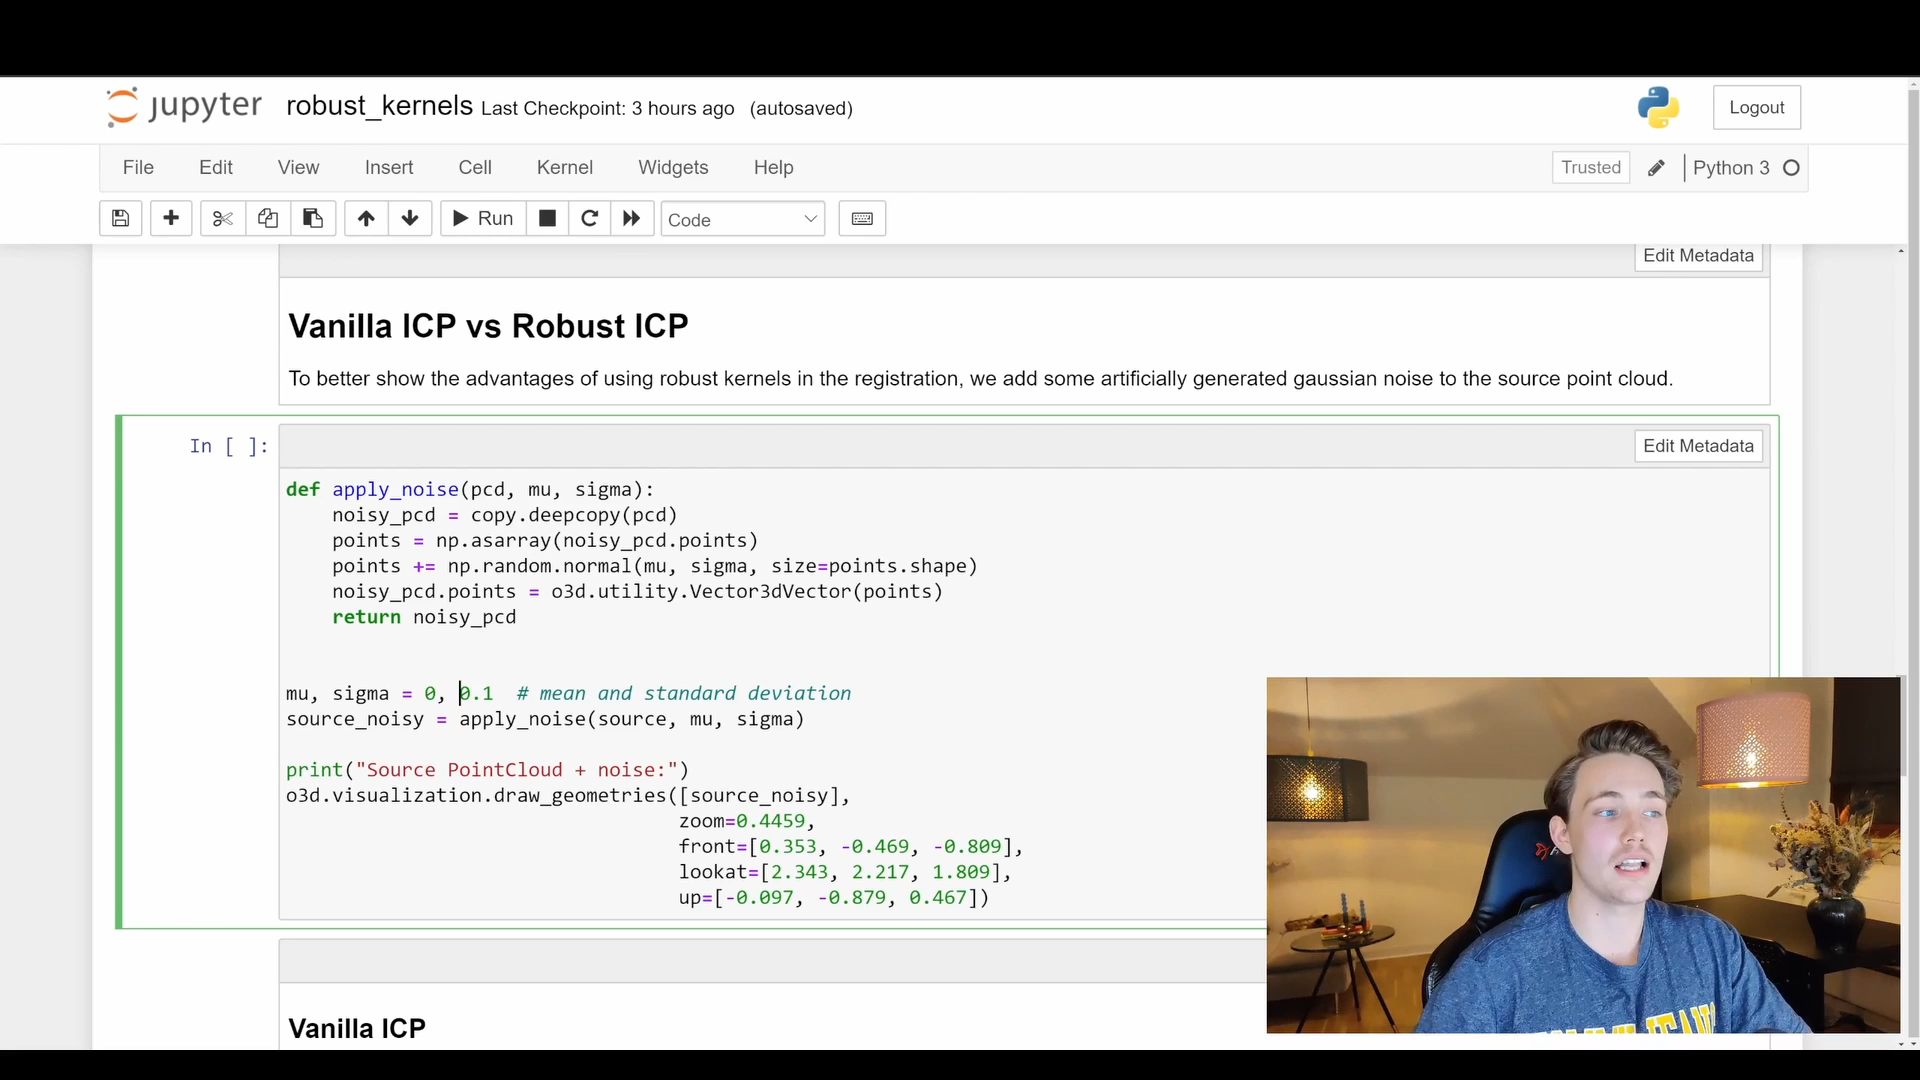 jupyter robust_kernels Last Checkpoint: 3 hours ago (autosaved) Logout
File Edit View Insert Cell Kernel Widgets Help Trusted Python 3
Run Code
Edit Metadata
Vanilla ICP vs Robust ICP
To better show the advantages of using robust kernels in the registration, we add some artificially generated gaussian noise to the source point cloud.
In [ ]: Edit Metadata
def apply_noise(pcd, mu, sigma):
    noisy_pcd = copy.deepcopy(pcd)
    points = np.asarray(noisy_pcd.points)
    points += np.random.normal(mu, sigma, size=points.shape)
    noisy_pcd.points = o3d.utility.Vector3dVector(points)
    return noisy_pcd
mu, sigma = 0, 0.1  # mean and standard deviation
source_noisy = apply_noise(source, mu, sigma)
print("Source PointCloud + noise:")
o3d.visualization.draw_geometries([source_noisy],
zoom=0.4459,
front=[0.353, -0.469, -0.809],
lookat=[2.343, 2.217, 1.809],
up=[-0.097, -0.879, 0.467])
Vanilla ICP